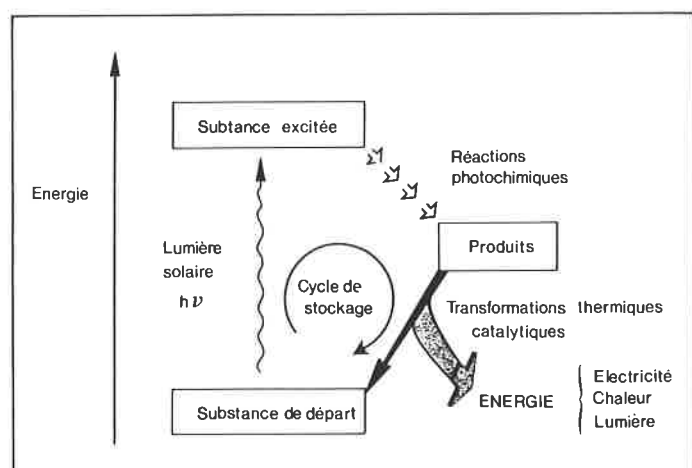 Subtance excitée
Réactions
photochimiques
Energie
Produits
Lumière
solaire
hν
Cycle de
stockage
Transformations thermiques
catalytiques
Substance de départ
ENERGIE
Electricité
Chaleur
Lumière